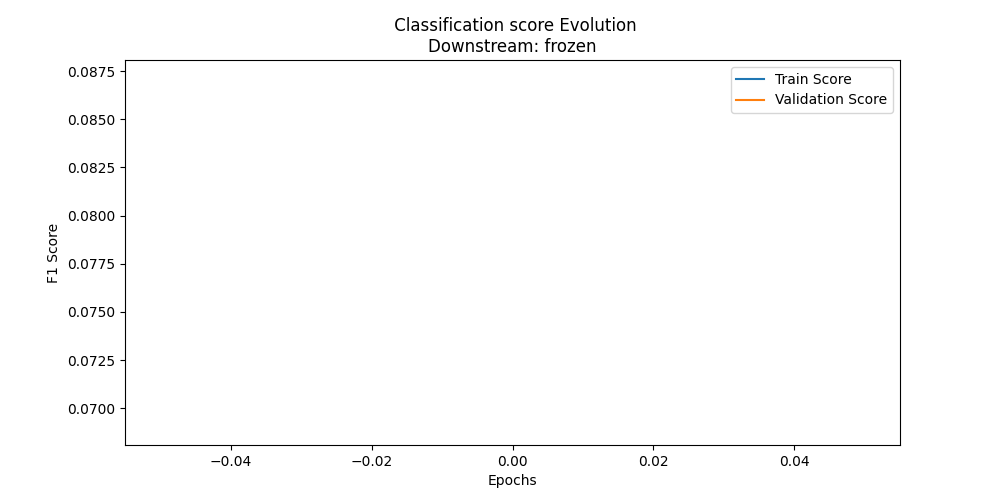 Classification score Evolution
Downstream: frozen
Train Score
Validation Score
0.0875
0.0850
0.0825
0.0800
0.0775
0.0750
0.0725
0.0700
F1 Score
−0.04
−0.02
0.00
0.02
0.04
Epochs